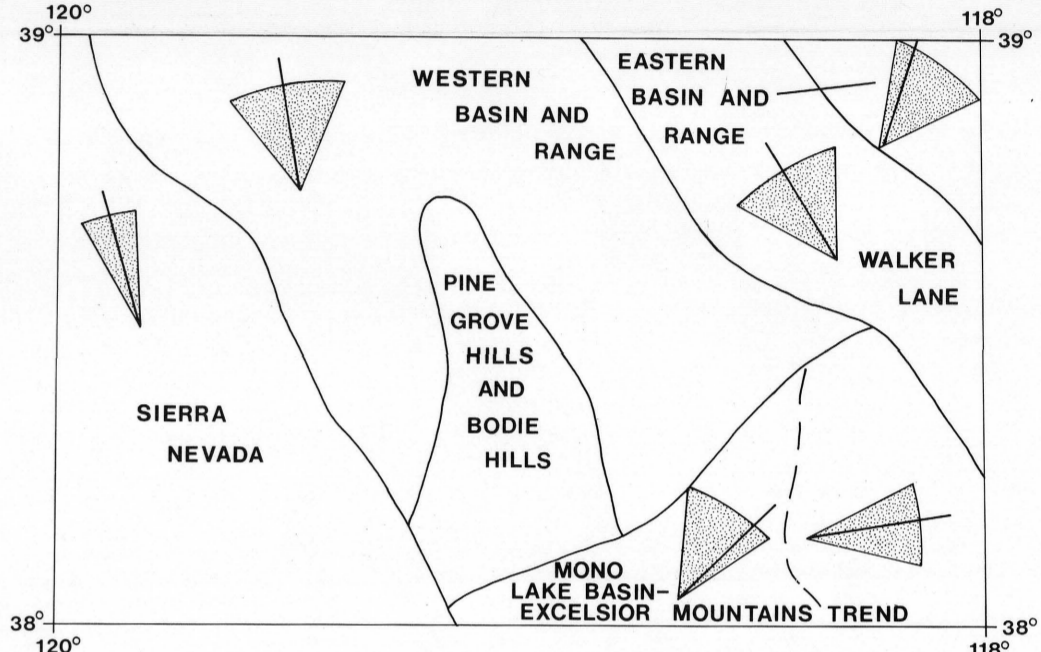 120° 118°
39° 39°
WESTERN
BASIN AND
RANGE
EASTERN
BASIN AND
RANGE
WALKER
LANE
PINE
GROVE
HILLS
AND
BODIE
HILLS
SIERRA
NEVADA
MONO
LAKE BASIN–
EXCELSIOR MOUNTAINS TREND
38° 38°
120° 118°